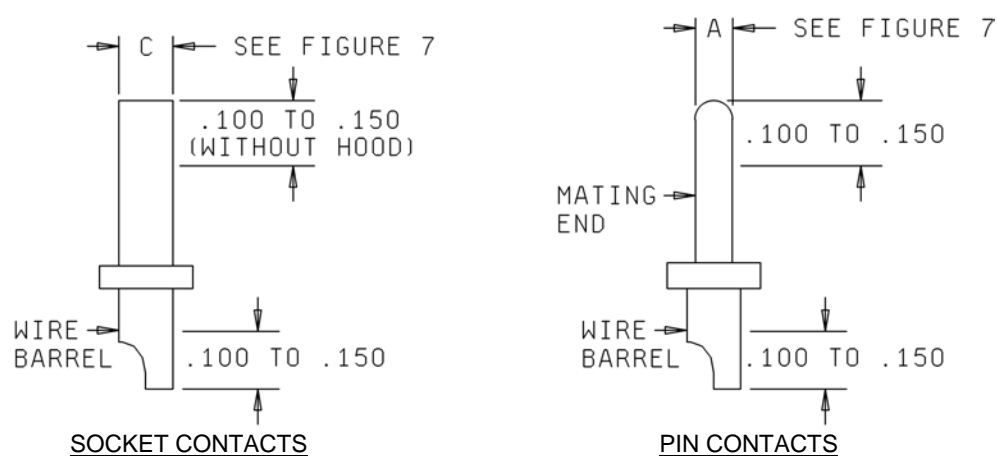 C SEE FIGURE 7
.100 TO .150
(WITHOUT HOOD)
WIRE
BARREL
.100 TO .150
SOCKET CONTACTS
A SEE FIGURE 7
.100 TO .150
MATING
END
WIRE
BARREL
.100 TO .150
PIN CONTACTS